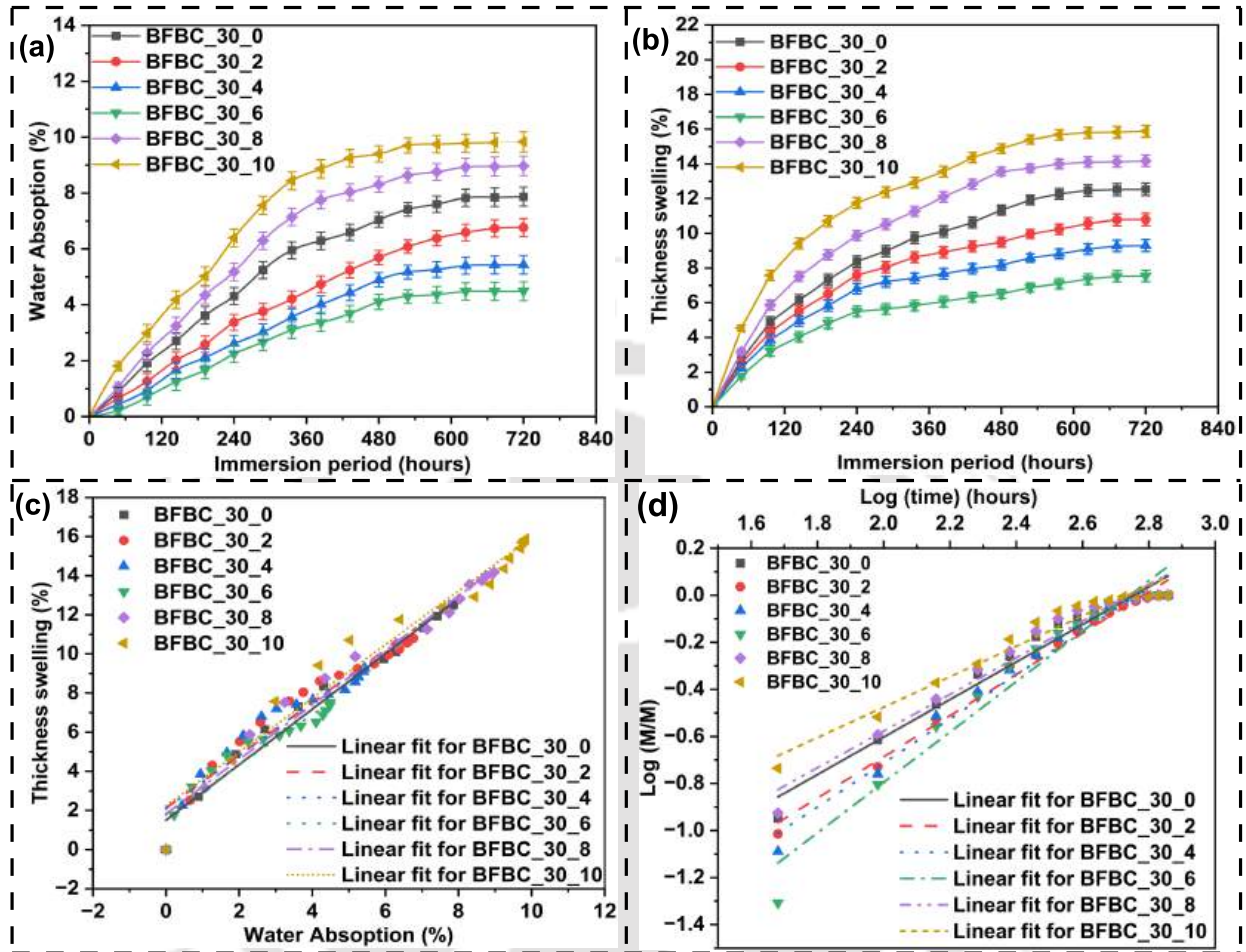 (a)
14
12
10
8
6
4
2
0
Water Absoption (%)
BFBC_30_0
BFBC_30_2
BFBC_30_4
BFBC_30_6
BFBC_30_8
BFBC_30_10
0 120 240 360 480 600 720 840
Immersion period (hours)
(b)
22
20
18
16
14
12
10
8
6
4
2
0
Thickness swelling (%)
BFBC_30_0
BFBC_30_2
BFBC_30_4
BFBC_30_6
BFBC_30_8
BFBC_30_10
0 120 240 360 480 600 720 840
Immersion period (hours)
(c)
18
16
14
12
10
8
6
4
2
0
−2
Thickness swelling (%)
BFBC_30_0
BFBC_30_2
BFBC_30_4
BFBC_30_6
BFBC_30_8
BFBC_30_10
Linear fit for BFBC_30_0
Linear fit for BFBC_30_2
Linear fit for BFBC_30_4
Linear fit for BFBC_30_6
Linear fit for BFBC_30_8
Linear fit for BFBC_30_10
−2 0 2 4 6 8 10 12
Water Absoption (%)
(d)
Log (time) (hours)
1.6 1.8 2.0 2.2 2.4 2.6 2.8 3.0
0.2
0.0
−0.2
−0.4
−0.6
−0.8
−1.0
−1.2
−1.4
Log (M/M)
BFBC_30_0
BFBC_30_2
BFBC_30_4
BFBC_30_6
BFBC_30_8
BFBC_30_10
Linear fit for BFBC_30_0
Linear fit for BFBC_30_2
Linear fit for BFBC_30_4
Linear fit for BFBC_30_6
Linear fit for BFBC_30_8
Linear fit for BFBC_30_10